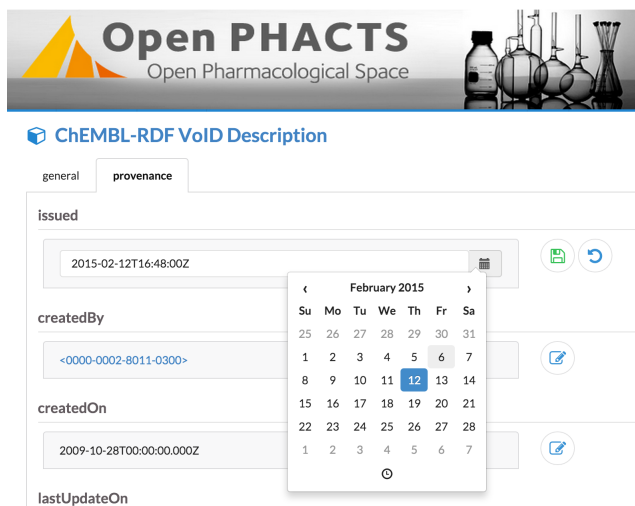 Open PHACTS
Open Pharmacological Space
ChEMBL-RDF VoID Description
general provenance
issued
2015-02-12T16:48:00Z
‹ February 2015 ›
Su Mo Tu We Th Fr Sa
25 26 27 28 29 30 31
1 2 3 4 5 6 7
8 9 10 11 12 13 14
15 16 17 18 19 20 21
22 23 24 25 26 27 28
1 2 3 4 5 6 7
createdBy
<0000-0002-8011-0300>
createdOn
2009-10-28T00:00:00.000Z
lastUpdateOn